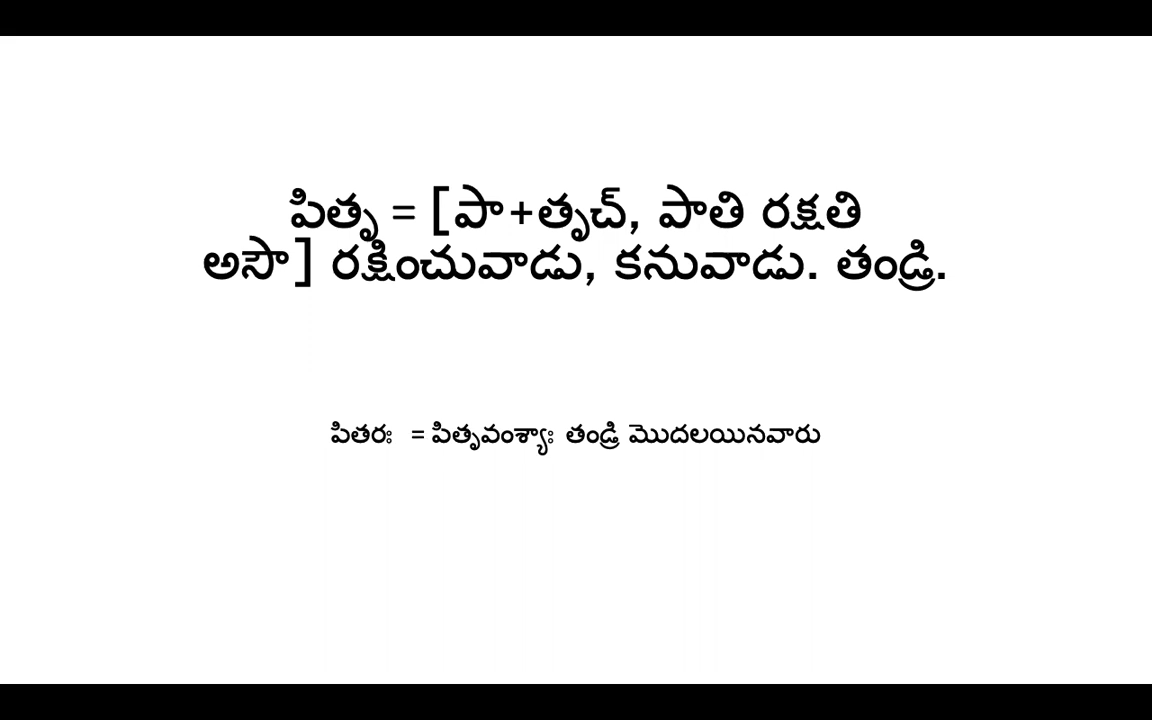 పితృ = [పా+తృచ్, పాతి రక్షతి
అసౌ] రక్షించువాడు, కనువాడు. తండ్రి.
పితరః = పితృవంశ్యాః తండ్రి మొదలయినవారు